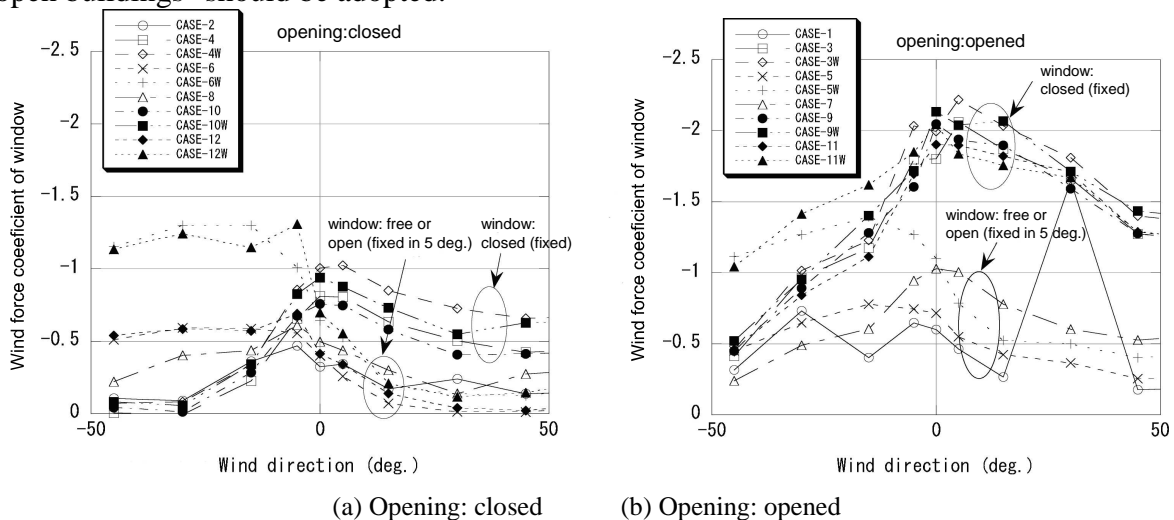 open buildings" should be adopted.
CASE-2
CASE-4
CASE-4W
CASE-6
CASE-6W
CASE-8
CASE-10
CASE-10W
CASE-12
CASE-12W
opening:closed
window: free or
open (fixed in 5 deg.)
window:
closed (fixed)
Wind force coeeficient of window
-2.5
-2
-1.5
-1
-0.5
0
-50
0
50
Wind direction (deg.)
CASE-1
CASE-3
CASE-3W
CASE-5
CASE-5W
CASE-7
CASE-9
CASE-9W
CASE-11
CASE-11W
opening:opened
window:
closed (fixed)
window: free or
open (fixed in 5 deg.)
Wind force coeeficient of window
-2.5
-2
-1.5
-1
-0.5
0
-50
0
50
Wind direction (deg.)
(a) Opening: closed
(b) Opening: opened